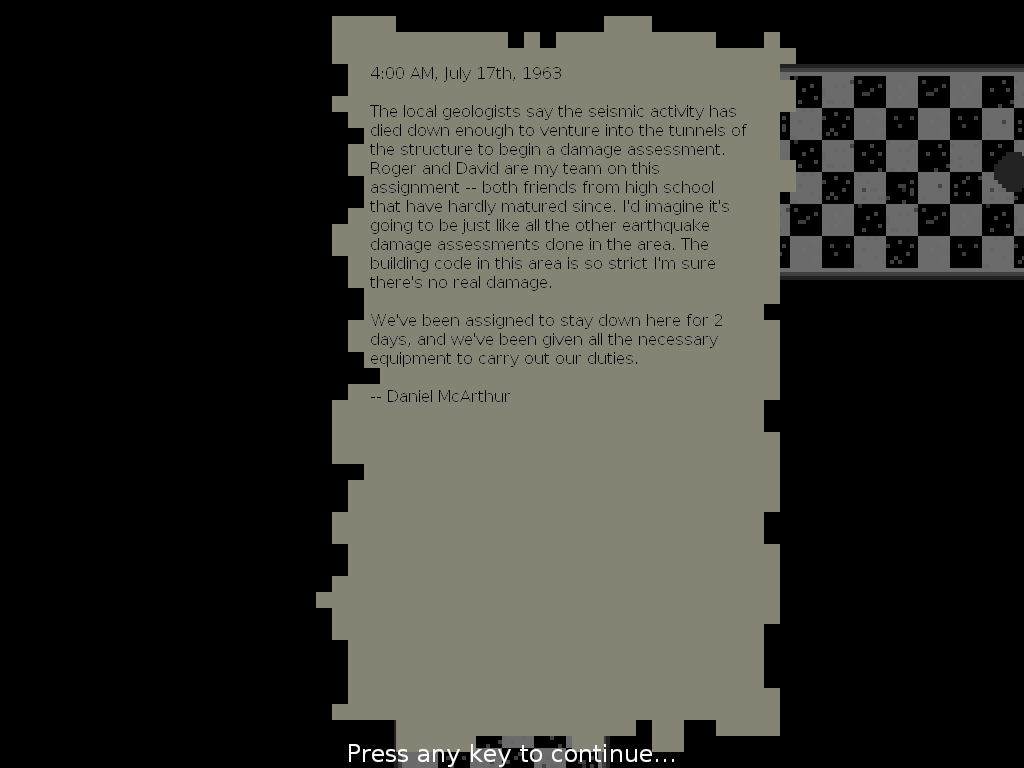 4:00 AM, July 17th, 1963
The local geologists say the seismic activity has
died down enough to venture into the tunnels of
the structure to begin a damage assessment.
Roger and David are my team on this
assignment -- both friends from high school
that have hardly matured since. I'd imagine it's
going to be just like all the other earthquake
damage assessments done in the area. The
building code in this area is so strict I'm sure
there's no real damage.
We've been assigned to stay down here for 2
days, and we've been given all the necessary
equipment to carry out our duties.
-- Daniel McArthur
Press any key to continue...